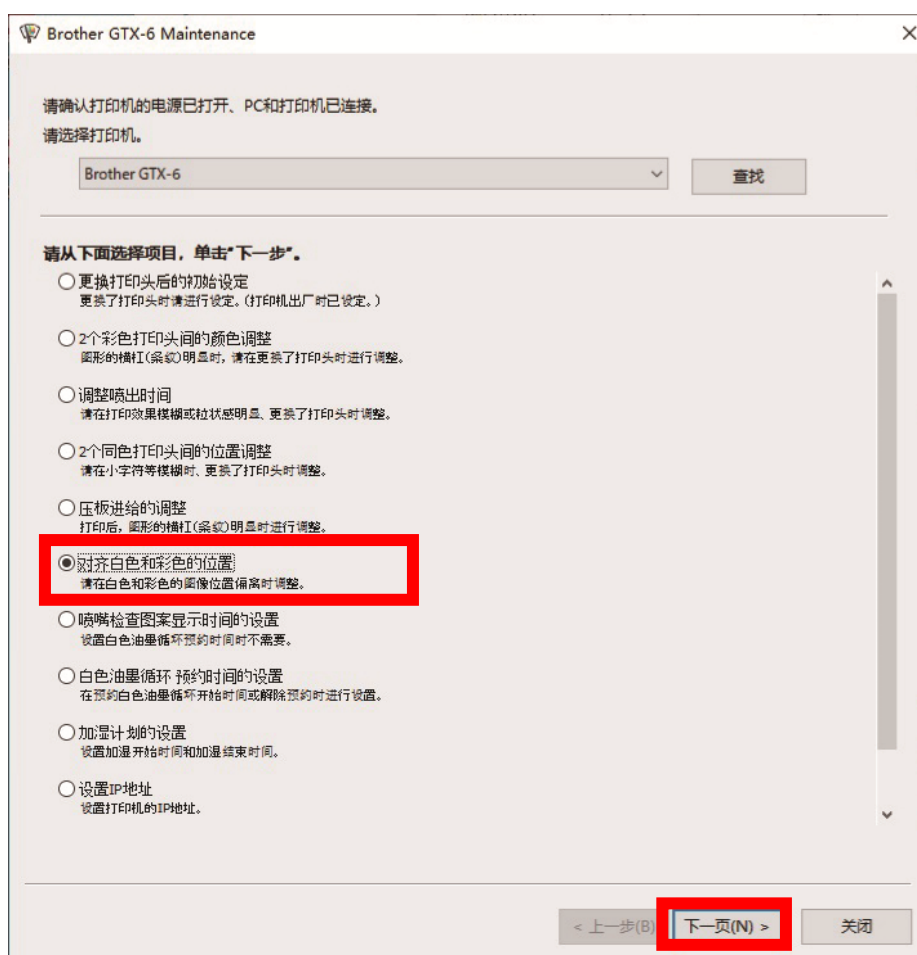 Brother GTX-6 Maintenance
请确认打印机的电源已打开、PC和打印机已连接。
请选择打印机。
Brother GTX-6
查找
请从下面选择项目，单击"下一步"。
更换打印头后的初始设定
更换了打印头时请进行设定。(打印机出厂时已设定。)
2个彩色打印头间的颜色调整
图形的横杠(条纹)明显时，请在更换了打印头时进行调整。
调整喷出时间
请在打印效果模糊或粒状感明显、更换了打印头时调整。
2个同色打印头间的位置调整
请在小字符等模糊时、更换了打印头时调整。
压板进给的调整
打印后，图形的横杠(条纹)明显时进行调整。
对齐白色和彩色的位置
请在白色和彩色的图像位置偏离时调整。
喷嘴检查图案显示时间的设置
设置白色油墨循环预约时间时不需要。
白色油墨循环 预约时间的设置
在预约白色油墨循环开始时间或解除预约时进行设置。
加湿计划的设置
设置加湿开始时间和加湿结束时间。
设置IP地址
设置打印机的IP地址。
< 上一步(B)
下一页(N) >
关闭